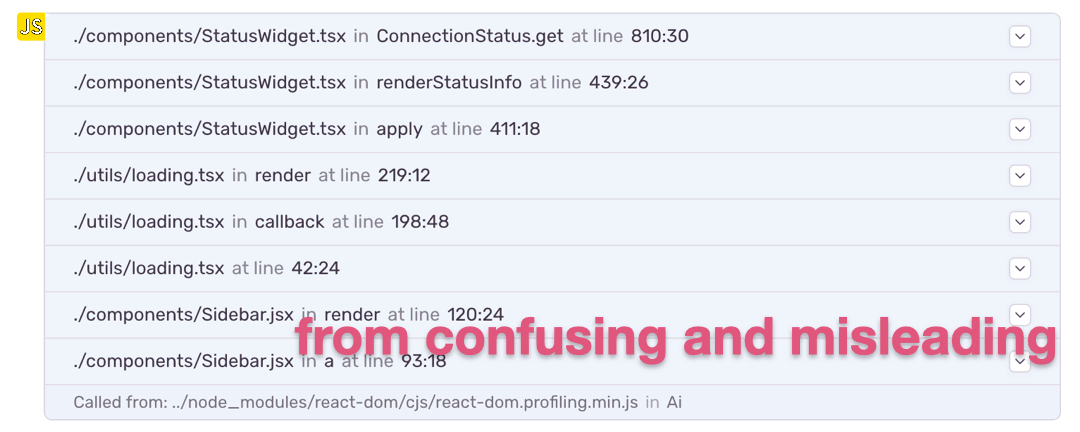 JS
./components/StatusWidget.tsx in ConnectionStatus.get at line 810:30
./components/StatusWidget.tsx in renderStatusInfo at line 439:26
./components/StatusWidget.tsx in apply at line 411:18
./utils/loading.tsx in render at line 219:12
./utils/loading.tsx in callback at line 198:48
./utils/loading.tsx at line 42:24
./components/Sidebar.jsx in render at line 120:24
from confusing and misleading
./components/Sidebar.jsx in a at line 93:18
Called from: ../node_modules/react-dom/cjs/react-dom.profiling.min.js in Ai